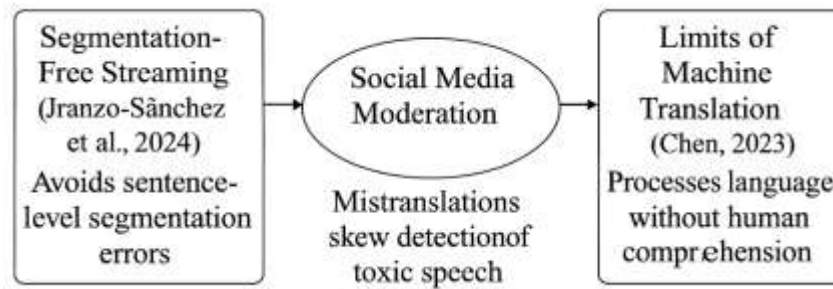 Segmentation-
Free Streaming
(Jranzo-Sãnchez
et al., 2024)
Avoids sentence-
level segmentation
errors
Social Media
Moderation
Mistranslations
skew detectionof
toxic speech
Limits of
Machine
Translation
(Chen, 2023)
Processes language
without human
comprehension